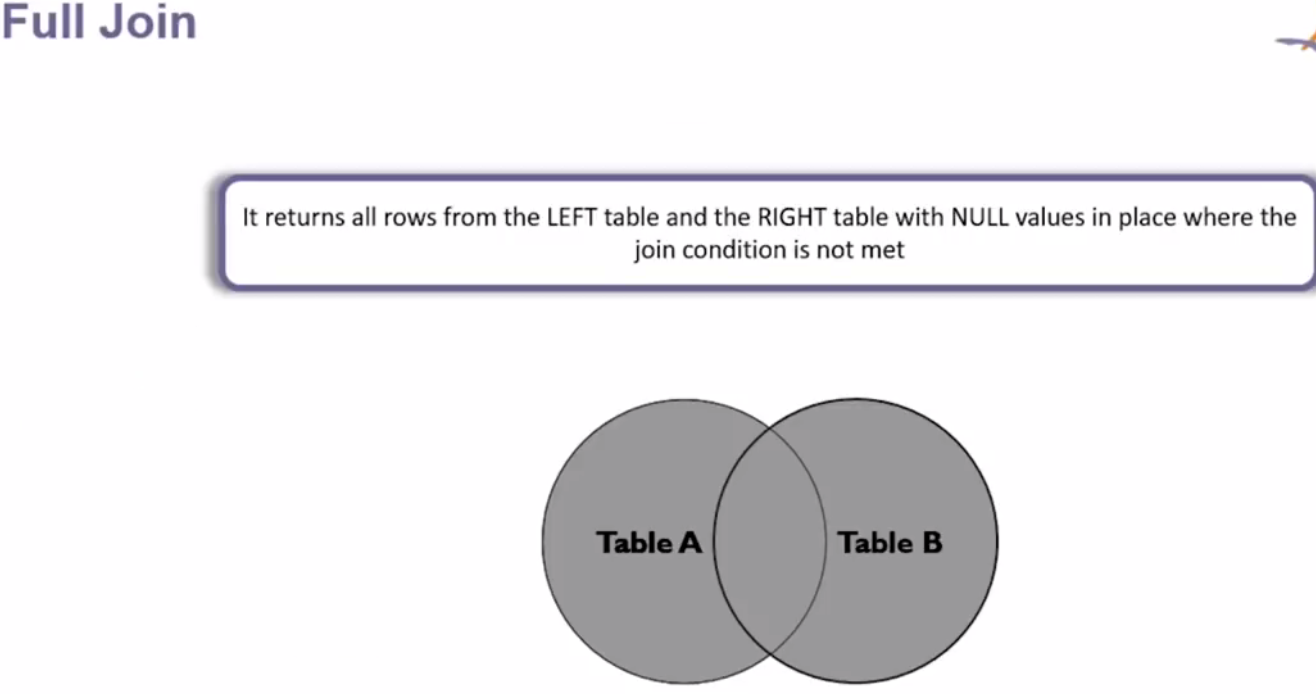 Full Join
It returns all rows from the LEFT table and the RIGHT table with NULL values in place where the
join condition is not met
Table A
Table B